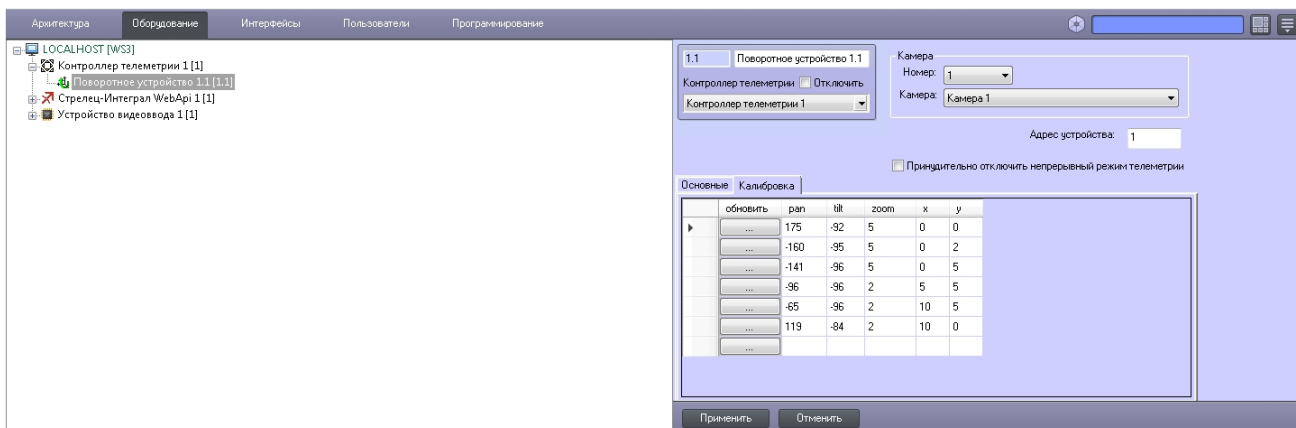 Архитектура Оборудование Интерфейсы Пользователи Программирование
LOCALHOST [WS3]
Контроллер телеметрии 1 [1]
Поворотное устройство 1.1 [1.1]
Стрелец-Интеграл WebApi 1 [1]
Устройство видеоввода 1 [1]
1.1 Поворотное устройство 1.1
Контроллер телеметрии Отключить
Контроллер телеметрии 1
Камера
Номер: 1
Камера: Камера 1
Адрес устройства: 1
Принудительно отключить непрерывный режим телеметрии
Основные Калибровка
обновить pan tilt zoom x y
... 175 -92 5 0 0
... -160 -95 5 0 2
... -141 -96 5 0 5
... -96 -96 2 5 5
... -65 -96 2 10 5
... 119 -84 2 10 0
...
Применить Отменить